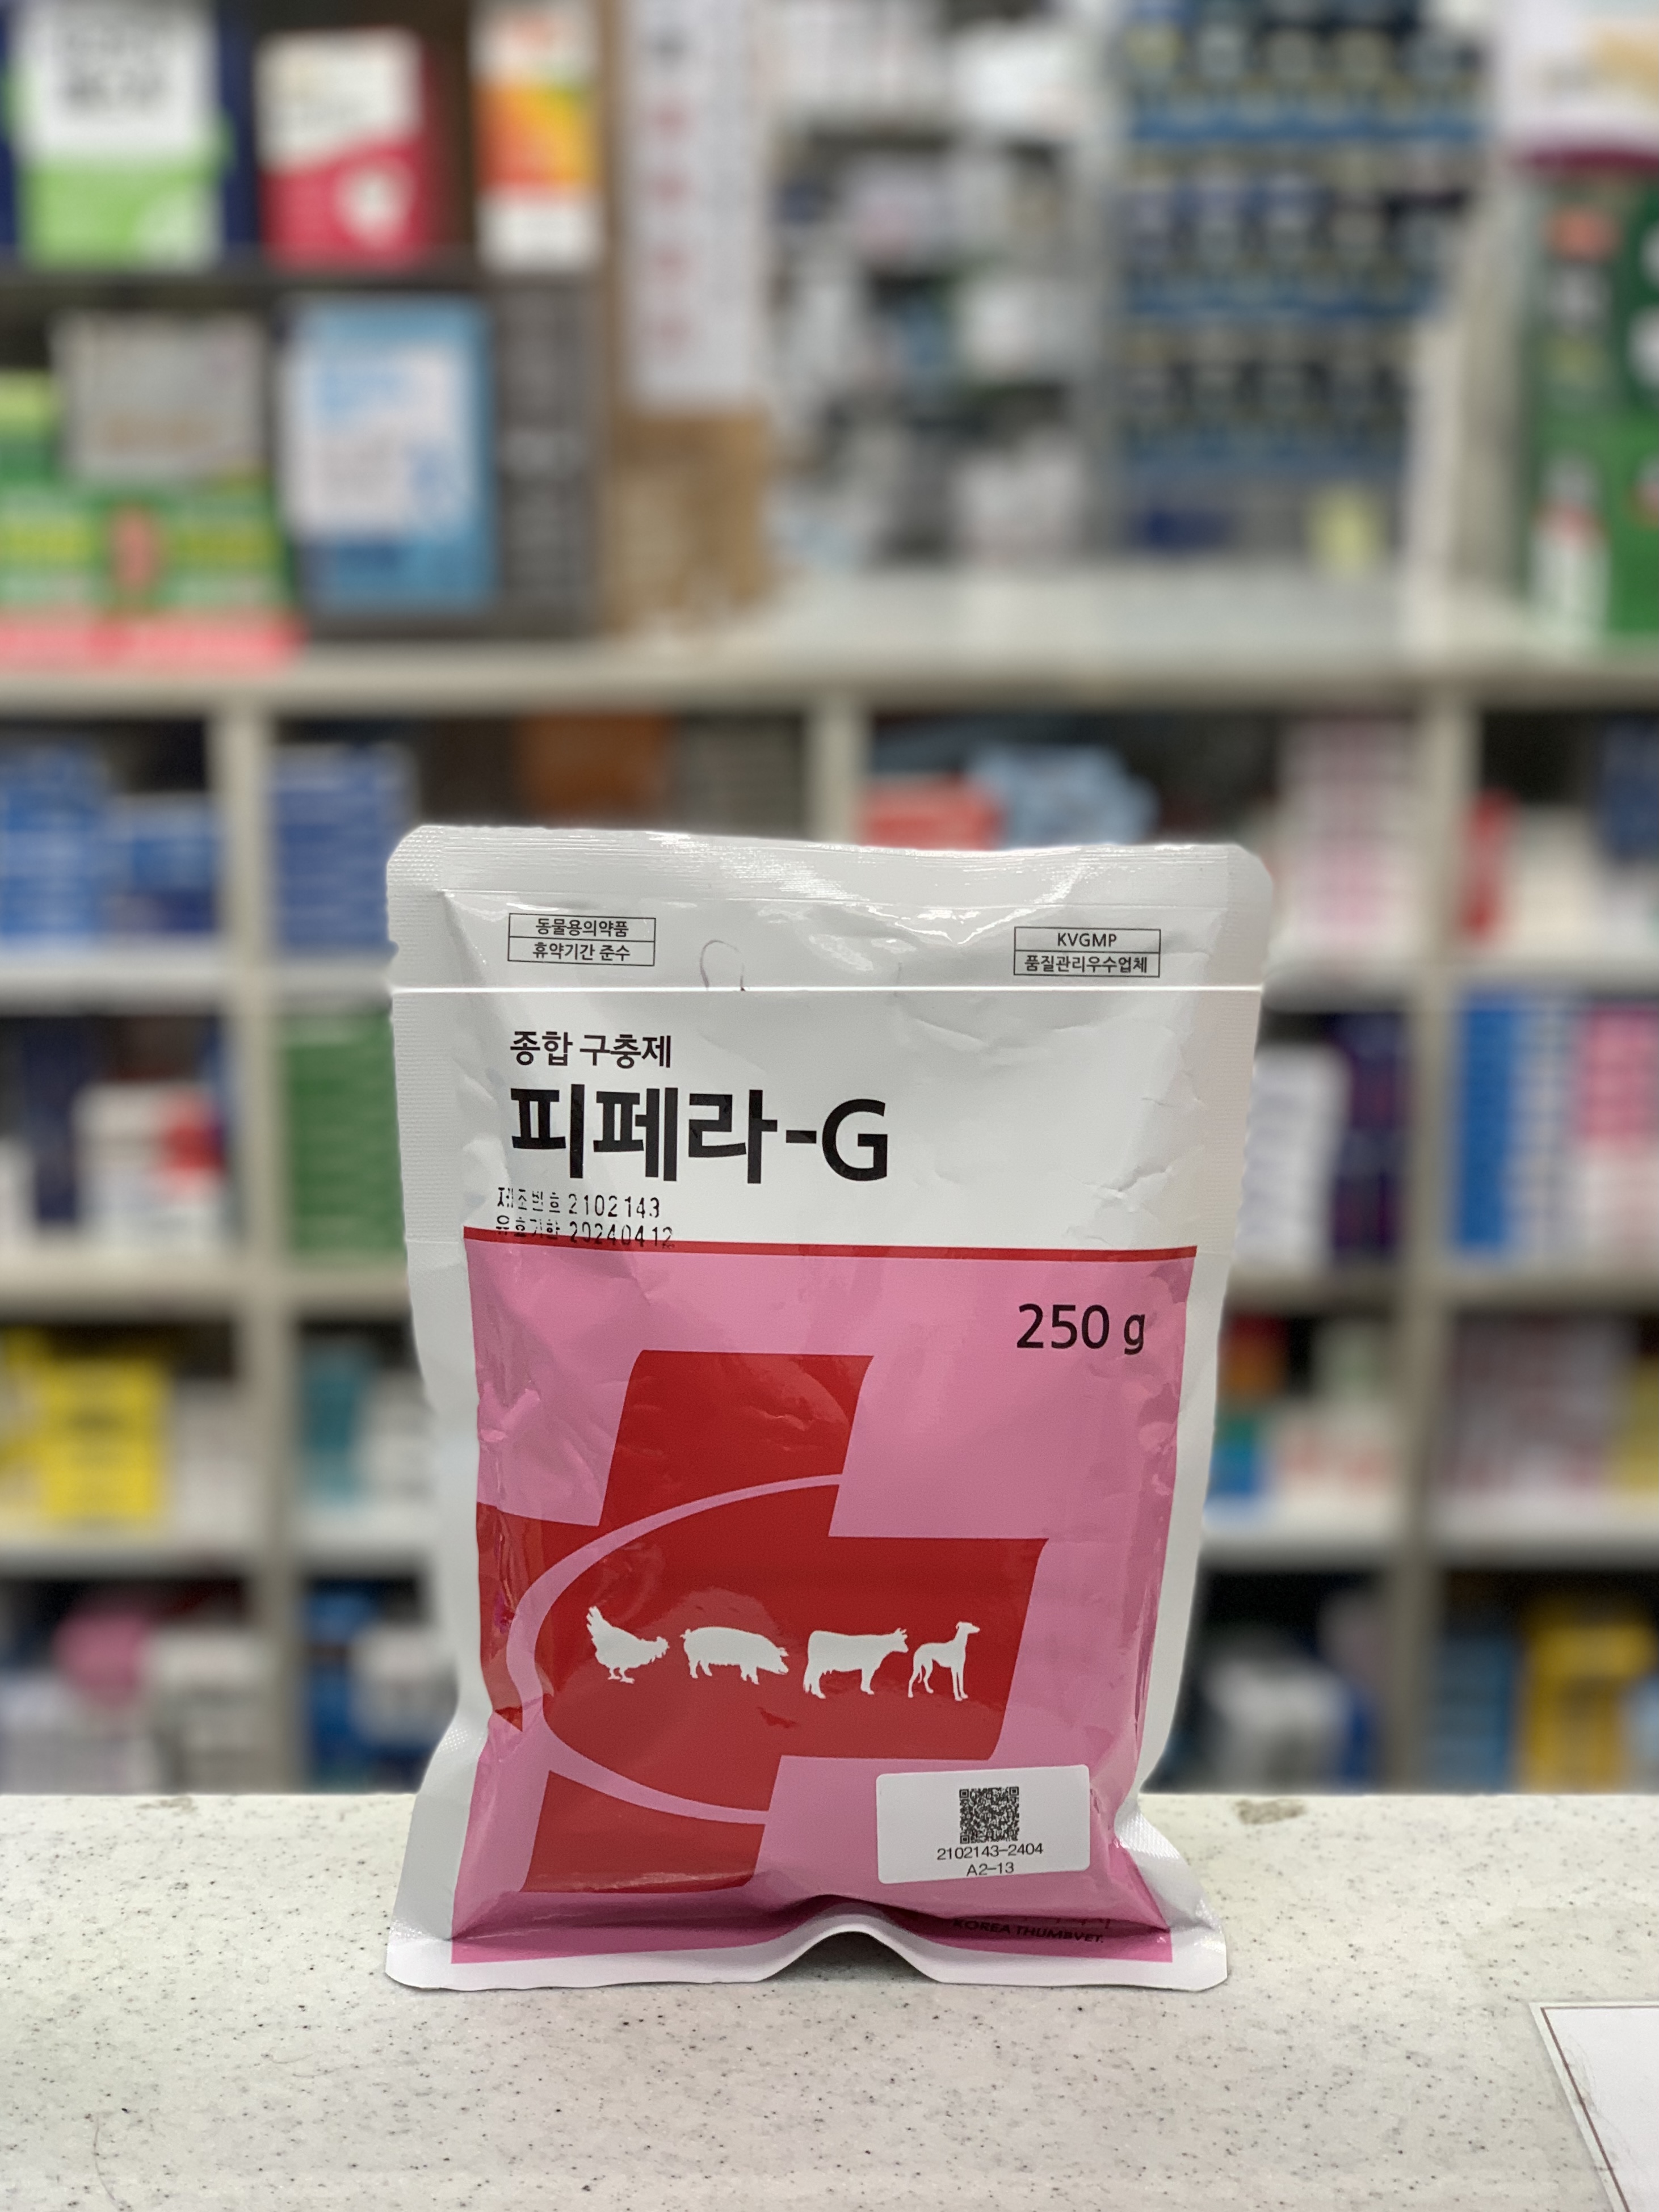 동물용의약품
휴약기간 준수
KVGMP
품질관리우수업체
종합 구충제
피페라-G
제조번호 2102143
유효기한 20240412
250 g
2102143-2404
A2-13
KOREA THUMBVET.